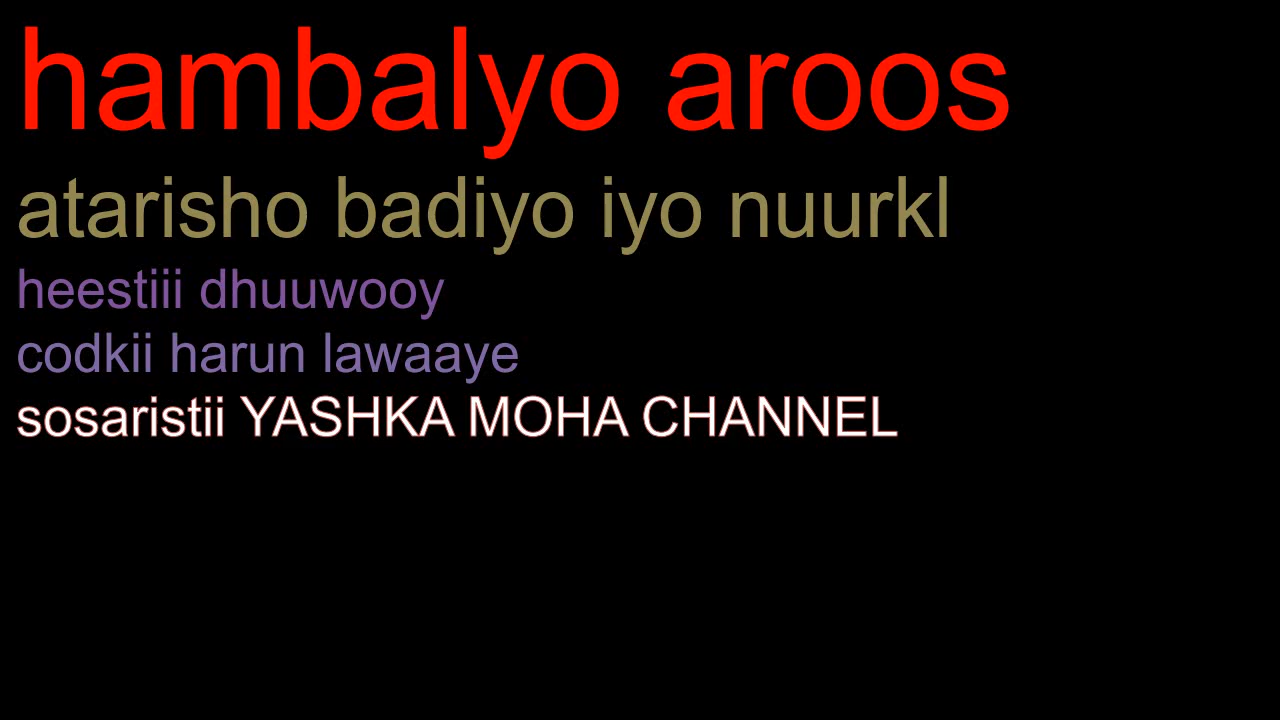 hambalyo aroos
atarisho badiyo iyo nuurkl
heestiii dhuuwooy
codkii harun lawaaye
sosaristii YASHKA MOHA CHANNEL